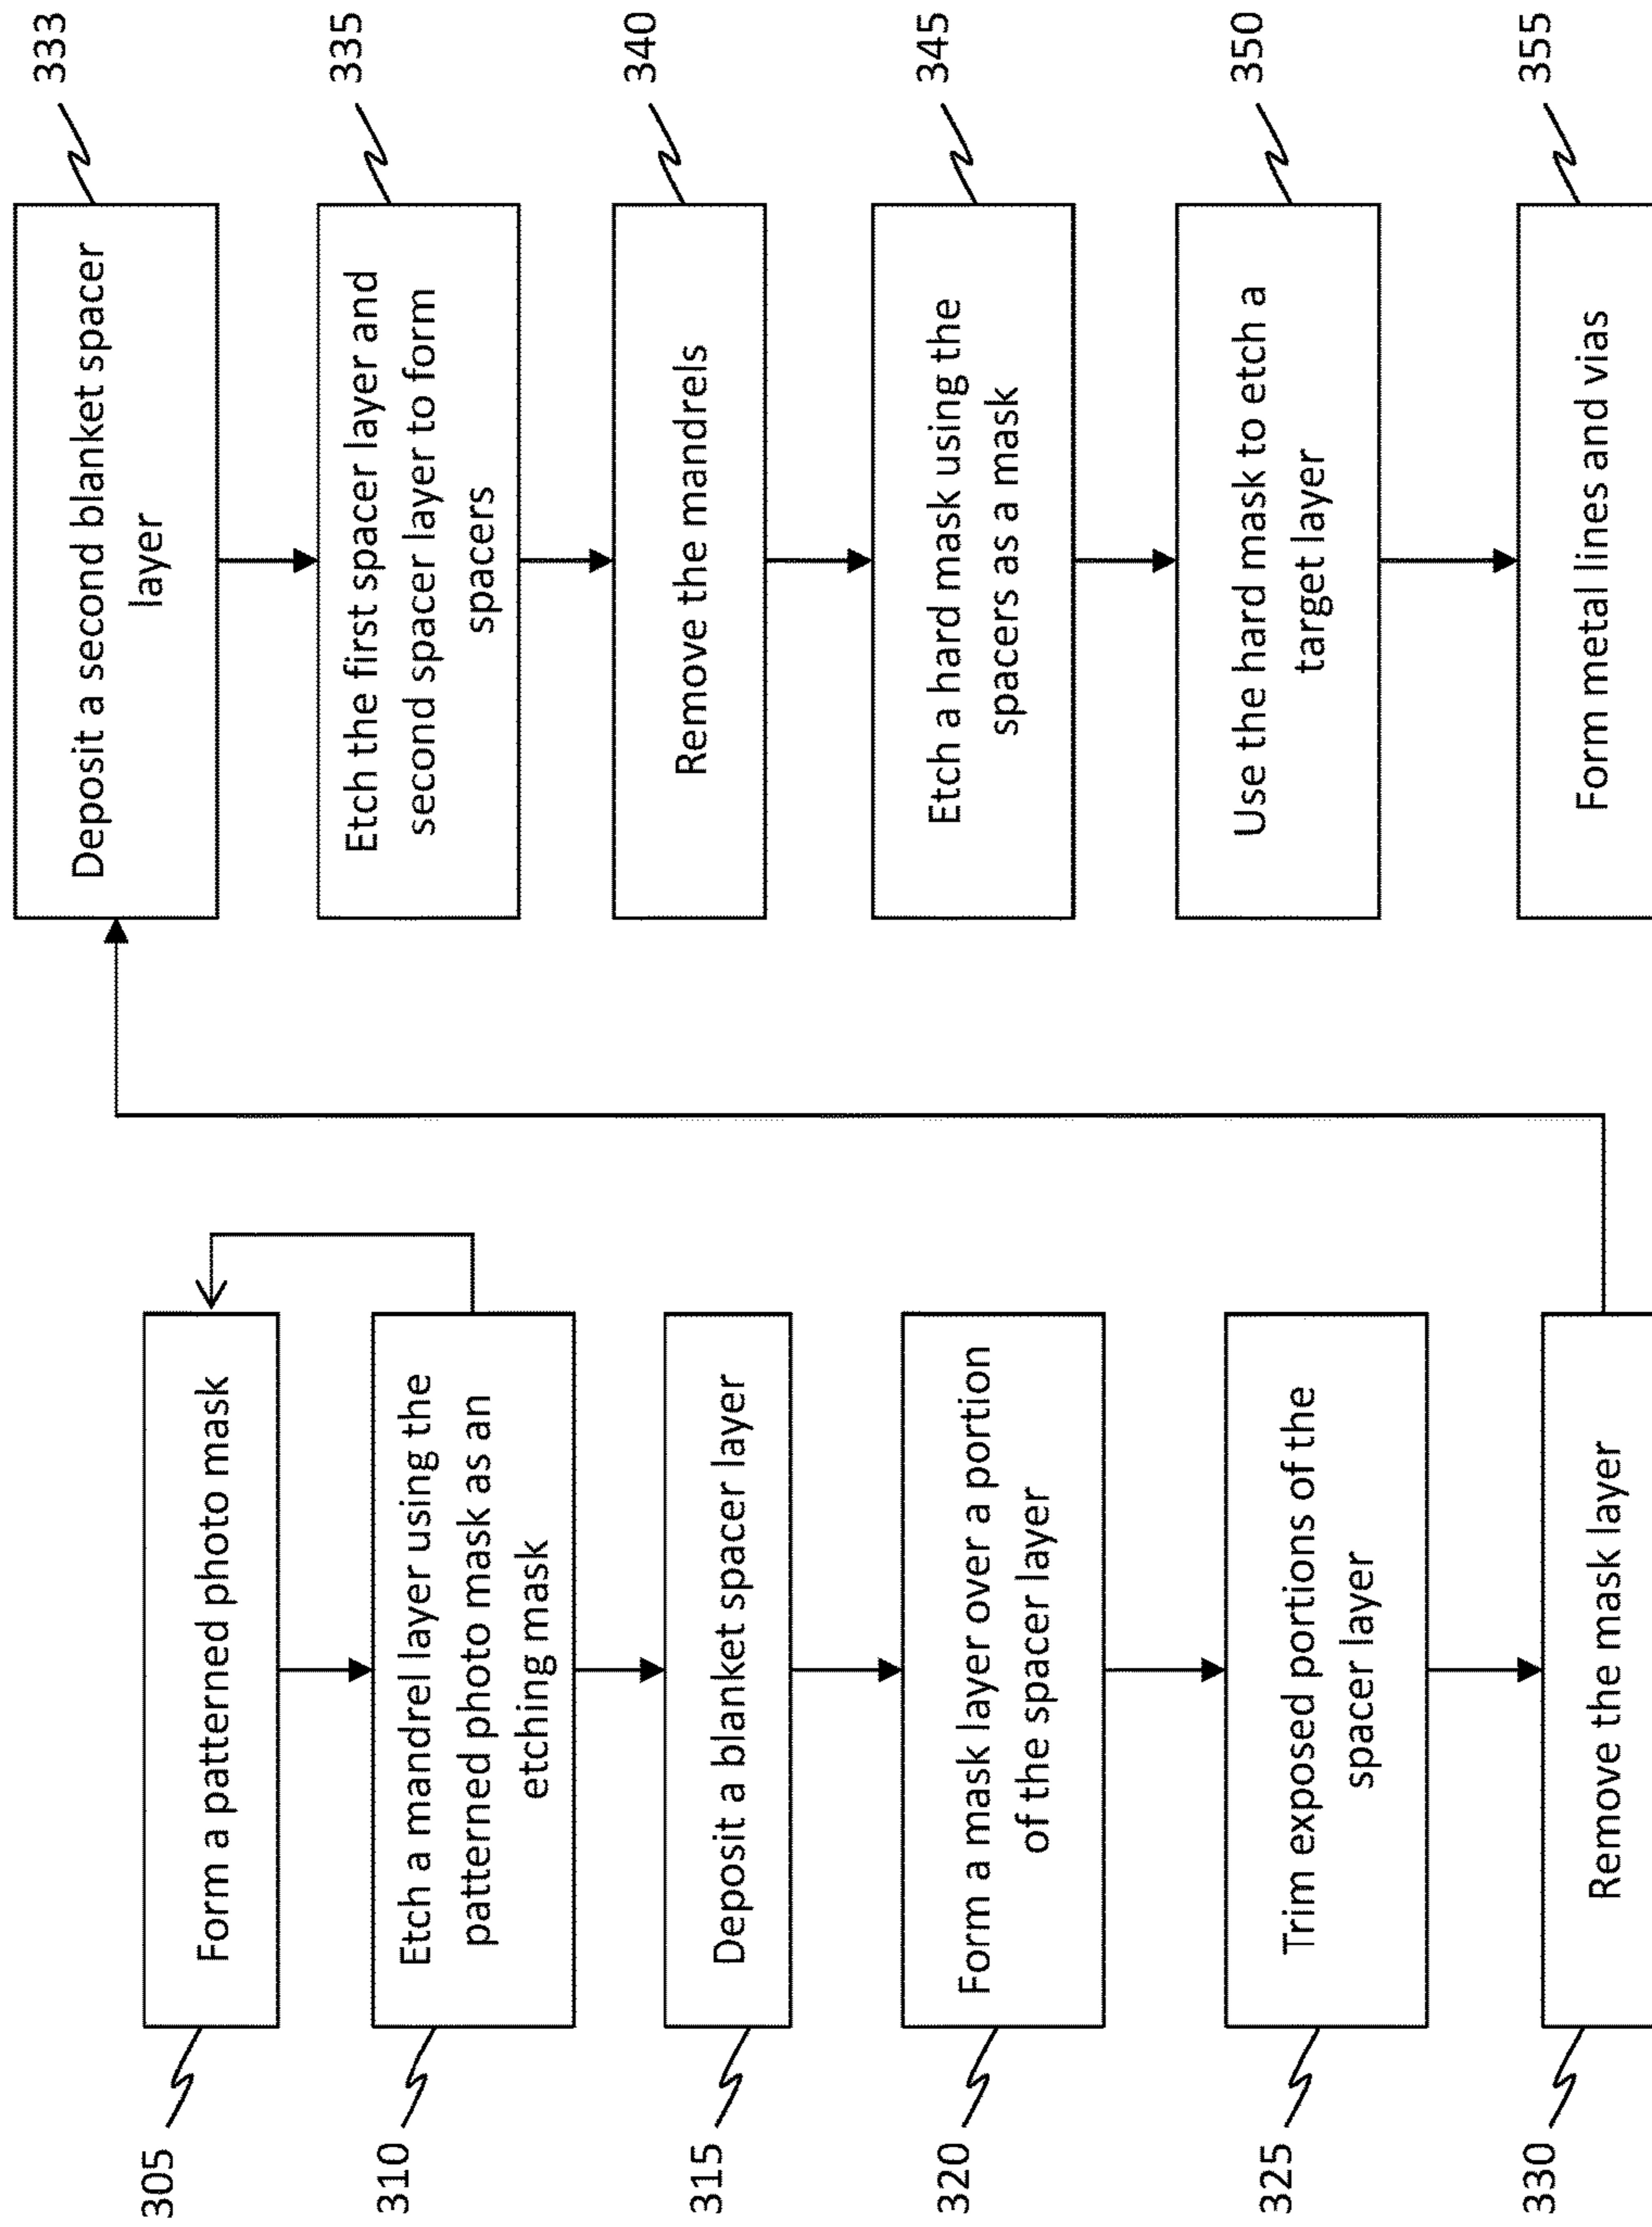 305
Form a patterned photo mask
310
Etch a mandrel layer using the
patterned photo mask as an
etching mask
315
Deposit a blanket spacer layer
320
Form a mask layer over a portion
of the spacer layer
325
Trim exposed portions of the
spacer layer
330
Remove the mask layer
333
Deposit a second blanket spacer
layer
335
Etch the first spacer layer and
second spacer layer to form
spacers
340
Remove the mandrels
345
Etch a hard mask using the
spacers as a mask
350
Use the hard mask to etch a
target layer
355
Form metal lines and vias